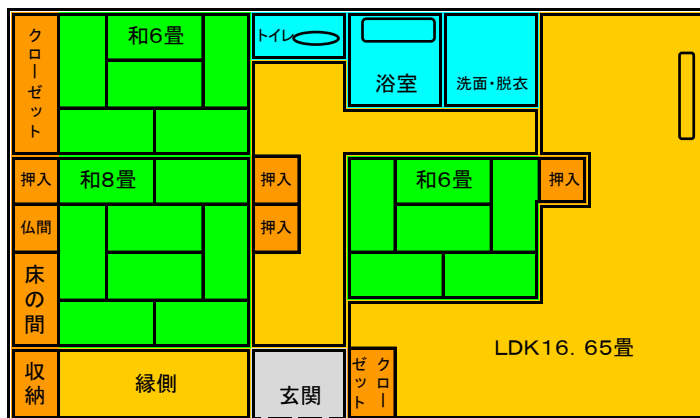 クローゼット
和6畳
トイレ
浴室
洗面・脱衣
押入
和8畳
押入
和6畳
押入
仏間
押入
床の間
LDK16．65畳
収納
縁側
玄関
クローゼット